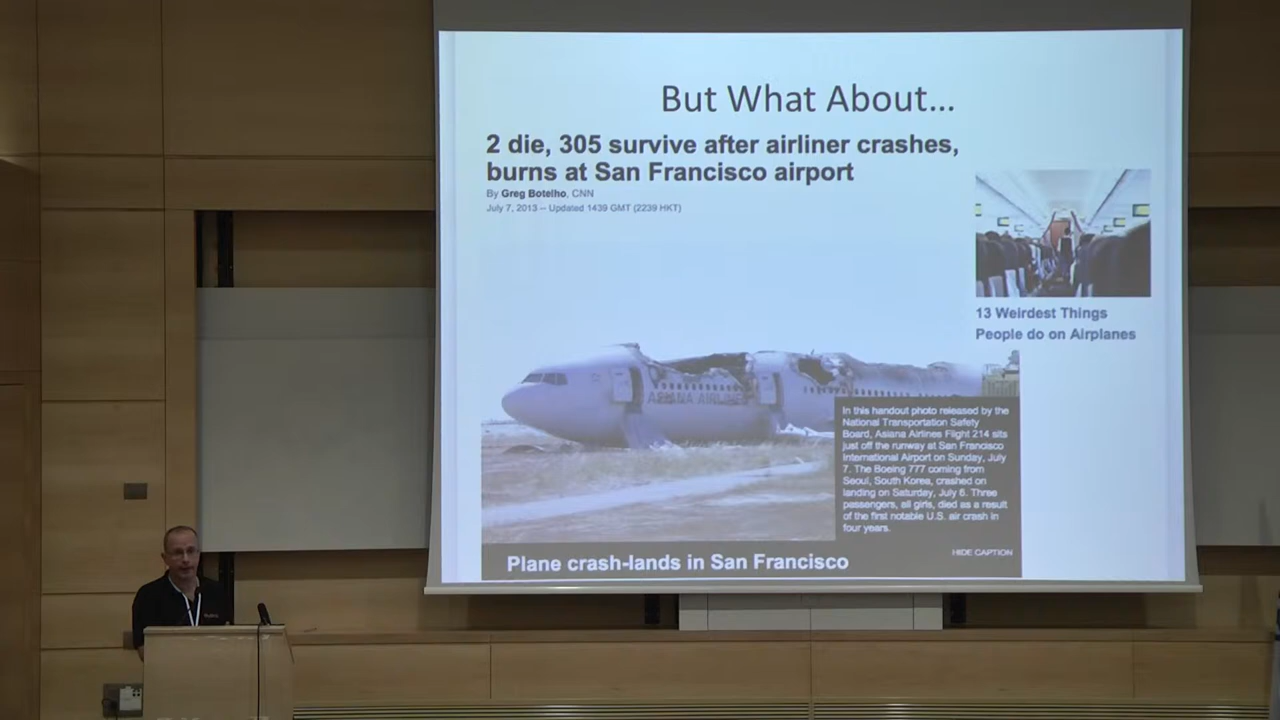 But What About...
2 die, 305 survive after airliner crashes,
burns at San Francisco airport
By Greg Botelho, CNN
July 7, 2013 -- Updated 1439 GMT (2239 HKT)
13 Weirdest Things
People do on Airplanes
ASIANA AIRLINES
In this handout photo released by the
National Transportation Safety
Board, Asiana Airlines Flight 214 sits
just off the runway at San Francisco
International Airport on Sunday, July
7. The Boeing 777 coming from
Seoul, South Korea, crashed on
landing on Saturday, July 6. Three
passengers, all girls, died as a result
of the first notable U.S. air crash in
four years.
HIDE CAPTION
Plane crash-lands in San Francisco